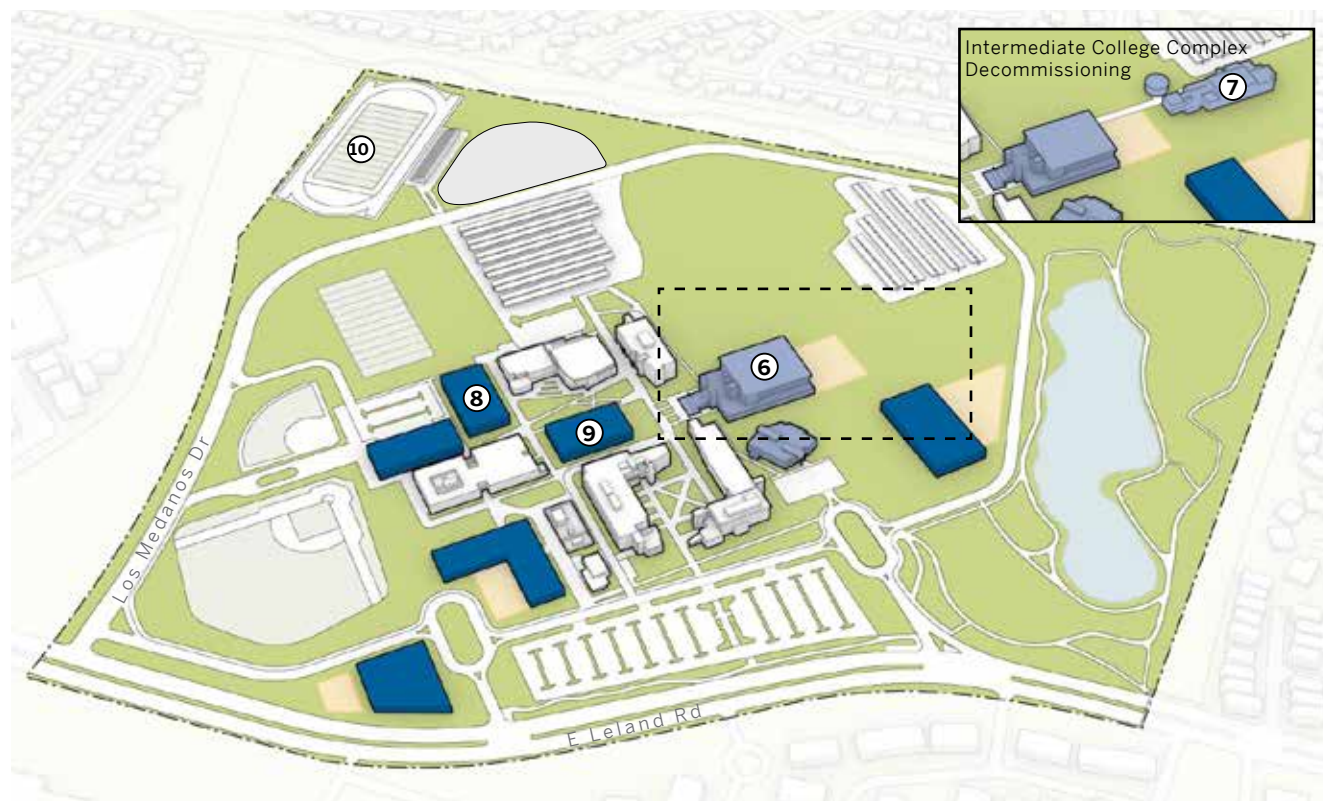 Intermediate College Complex
Decommissioning
7
10
6
8
9
Los Medanos Dr
E Leland Rd